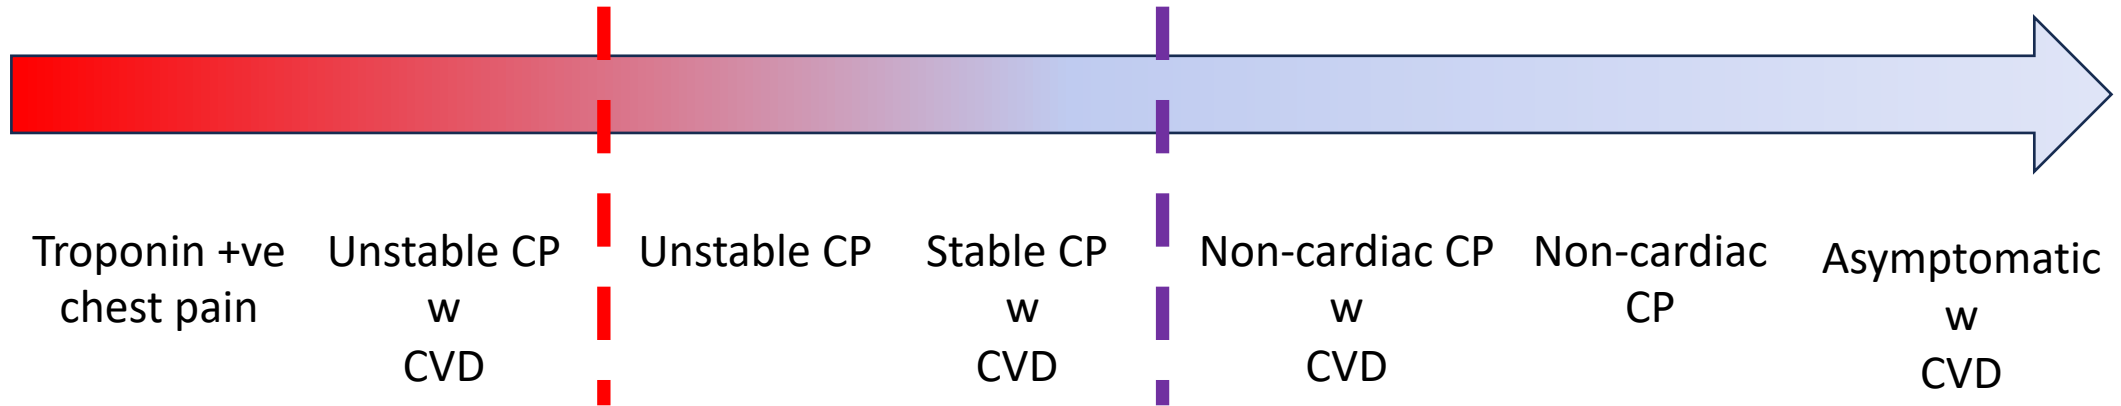 Troponin +ve
chest pain
Unstable CP
w
CVD
Unstable CP
Stable CP
w
CVD
Non-cardiac CP
w
CVD
Non-cardiac
CP
Asymptomatic
w
CVD